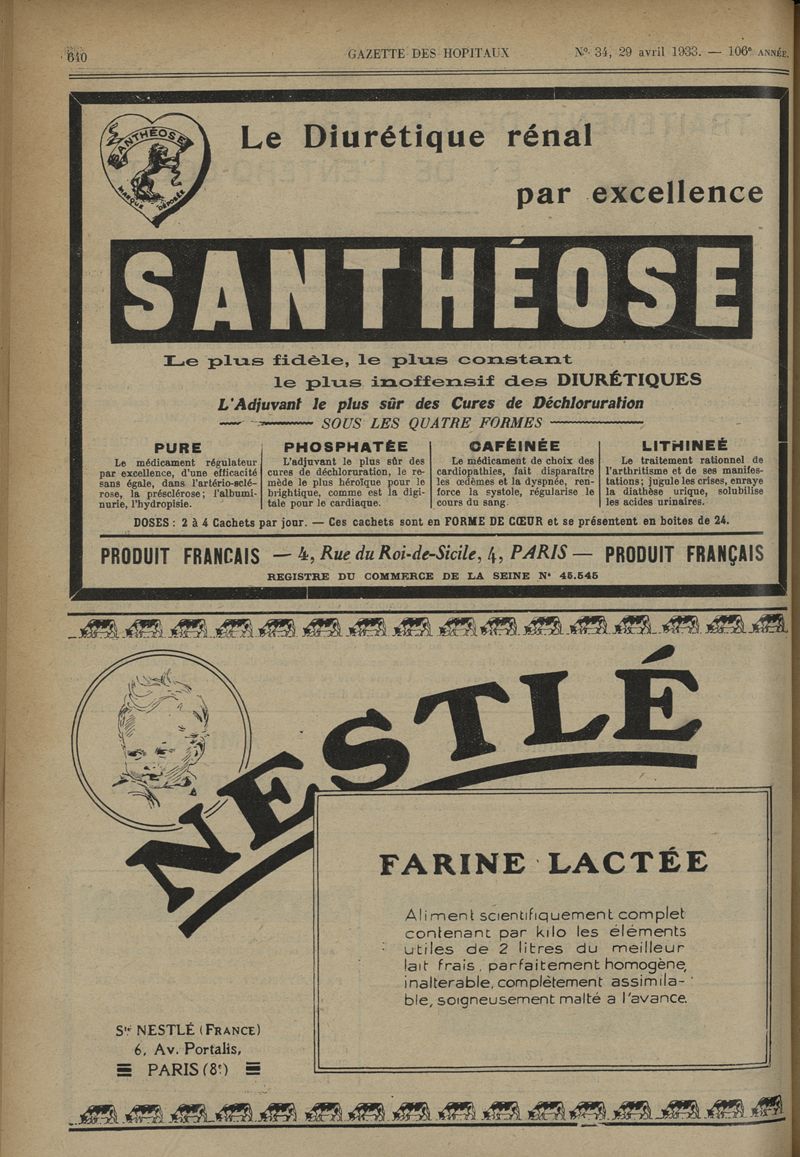 640
GAZETTE DES HOPITAUX
Nº 34, 29 avril 1933. — 106e ANNÉE.
SANTHÉOSE
MARQUE DÉPOSÉE
Le Diurétique rénal
par excellence
SANTHÉOSE
Le plus fidèle, le plus constant
le plus inoffensif des DIURÉTIQUES
L'Adjuvant le plus sûr des Cures de Déchloruration
SOUS LES QUATRE FORMES
PURE
Le médicament régulateur
par excellence, d'une efficacité
sans égale, dans l'artério-sclé-
rose, la présclérose; l'albumi-
nurie, l'hydropisie.
PHOSPHATÉE
L'adjuvant le plus sûr des
cures de déchloruration, le re-
mède le plus héroïque pour le
brightique, comme est la digi-
tale pour le cardiaque.
CAFÉINÉE
Le médicament de choix des
cardiopathies, fait disparaître
les œdèmes et la dyspnée, ren-
force la systole, régularise le
cours du sang.
LITHINEÉ
Le traitement rationnel de
l'arthritisme et de ses manifes-
tations; jugule les crises, enraye
la diathèse urique, solubilise
les acides urinaires.
DOSES : 2 à 4 Cachets par jour. — Ces cachets sont en FORME DE CŒUR et se présentent en boites de 24.
PRODUIT FRANCAIS — 4, Rue du Roi-de-Sicile, 4, PARIS — PRODUIT FRANÇAIS
REGISTRE DU COMMERCE DE LA SEINE Nº 45.545
NESTLÉ
FARINE LACTÉE
Aliment scientifiquement complet
contenant par kilo les éléments
utiles de 2 litres du meilleur
lait frais, parfaitement homogène,
inalterable, complètement assimila-
ble, soigneusement malté a l'avance.
Sté NESTLÉ (FRANCE)
6, Av. Portalis,
PARIS (8e)